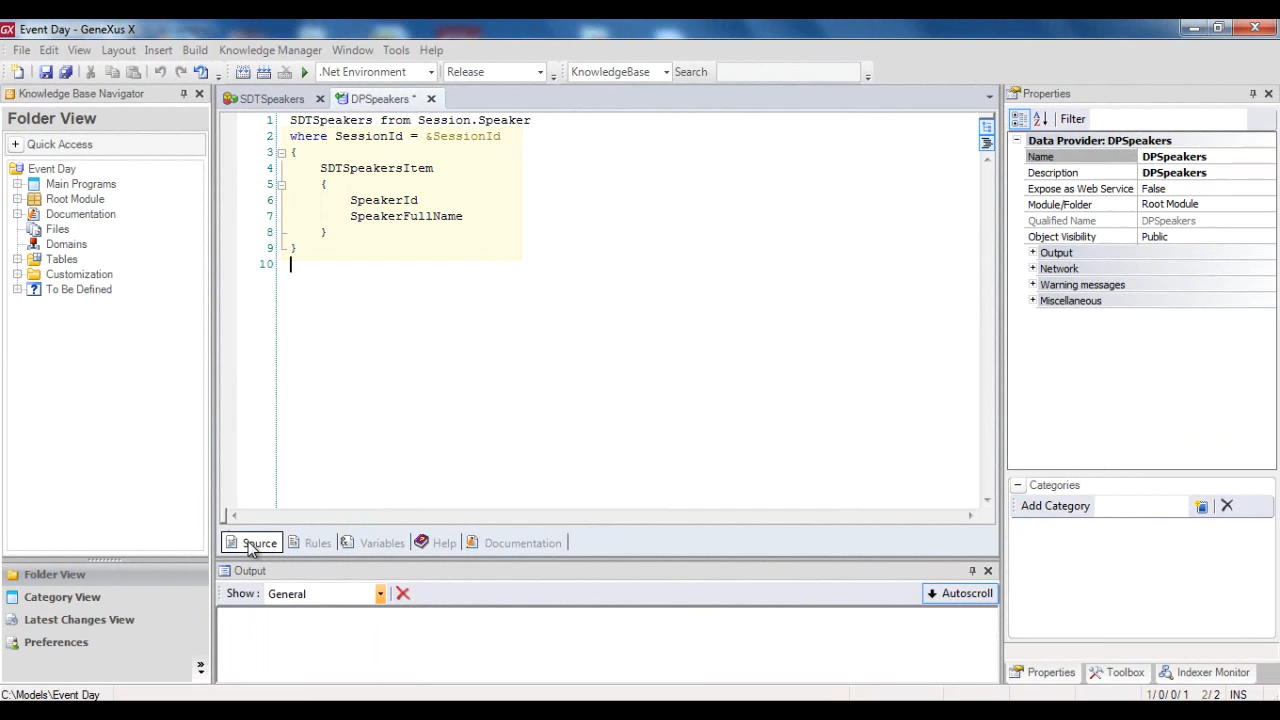 Event Day - GeneXus X
File Edit View Layout Insert Build Knowledge Manager Window Tools Help
.Net Environment Release KnowledgeBase Search
Knowledge Base Navigator
Folder View
Quick Access
Event Day
Main Programs
Root Module
Documentation
Files
Domains
Tables
Customization
To Be Defined
Folder View
Category View
Latest Changes View
Preferences
SDTSpeakers DPSpeakers *
1 SDTSpeakers from Session.Speaker
2 where SessionId = &SessionId
3 {
4 SDTSpeakersItem
5 {
6 SpeakerId
7 SpeakerFullName
8 }
9 }
10
Source Rules Variables Help Documentation
Output
Show : General Autoscroll
Properties
Filter
Data Provider: DPSpeakers
Name DPSpeakers
Description DPSpeakers
Expose as Web Service False
Module/Folder Root Module
Qualified Name DPSpeakers
Object Visibility Public
Output
Network
Warning messages
Miscellaneous
Categories
Add Category
Properties Toolbox Indexer Monitor
C:\Models\Event Day 1/0/0/1 2/2 INS